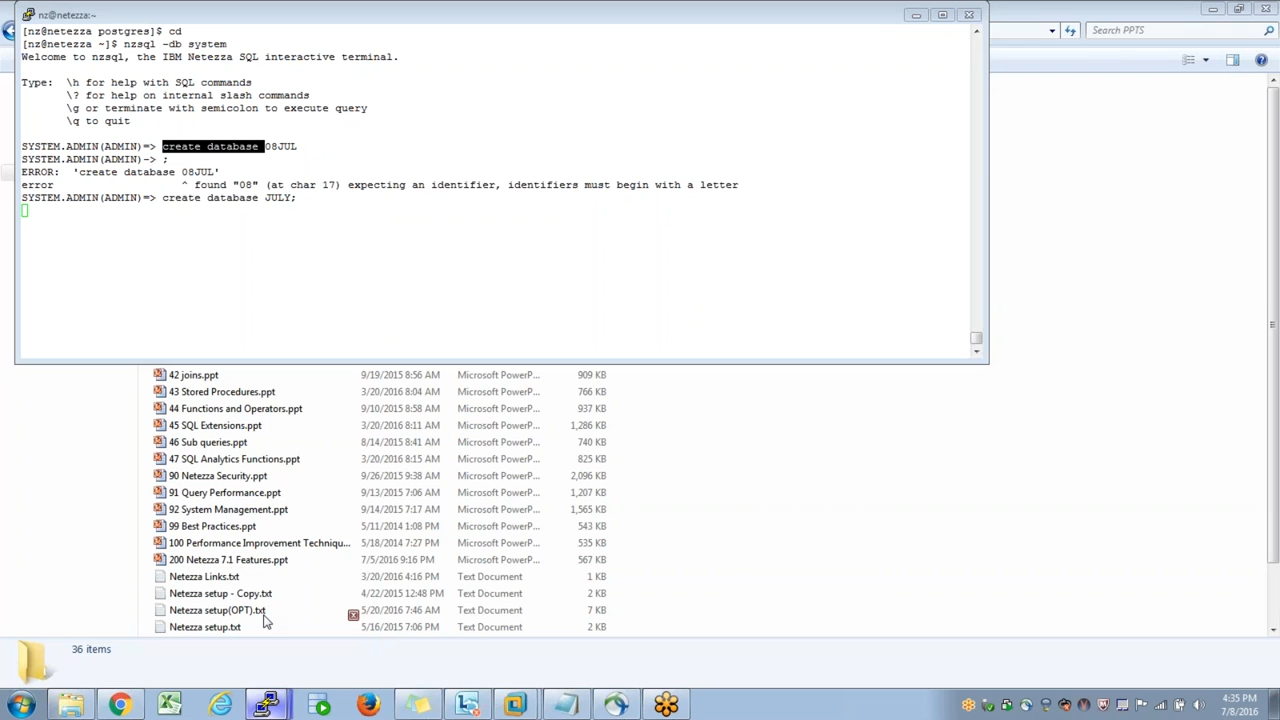 nz@netezza:~
[nz@netezza postgres]$ cd
[nz@netezza ~]$ nzsql -db system
Welcome to nzsql, the IBM Netezza SQL interactive terminal.
Type:  \h for help with SQL commands
\? for help on internal slash commands
\g or terminate with semicolon to execute query
\q to quit
SYSTEM.ADMIN(ADMIN)=> create database 08JUL
SYSTEM.ADMIN(ADMIN)-> ;
ERROR: 'create database 08JUL'
error                ^ found "08" (at char 17) expecting an identifier, identifiers must begin with a letter
SYSTEM.ADMIN(ADMIN)=> create database JULY;
Search PPTS
42 joins.ppt 9/19/2015 8:56 AM Microsoft PowerP... 909 KB
43 Stored Procedures.ppt 3/20/2016 8:04 AM Microsoft PowerP... 766 KB
44 Functions and Operators.ppt 9/10/2015 8:58 AM Microsoft PowerP... 937 KB
45 SQL Extensions.ppt 3/20/2016 8:11 AM Microsoft PowerP... 1,286 KB
46 Sub queries.ppt 8/14/2015 8:41 AM Microsoft PowerP... 740 KB
47 SQL Analytics Functions.ppt 3/20/2016 8:15 AM Microsoft PowerP... 825 KB
90 Netezza Security.ppt 9/26/2015 9:38 AM Microsoft PowerP... 2,096 KB
91 Query Performance.ppt 9/13/2015 7:06 AM Microsoft PowerP... 1,207 KB
92 System Management.ppt 9/14/2015 7:17 AM Microsoft PowerP... 1,565 KB
99 Best Practices.ppt 5/11/2014 1:08 PM Microsoft PowerP... 543 KB
100 Performance Improvement Techniqu... 5/18/2014 7:27 PM Microsoft PowerP... 535 KB
200 Netezza 7.1 Features.ppt 7/5/2016 9:16 PM Microsoft PowerP... 567 KB
Netezza Links.txt 3/20/2016 4:16 PM Text Document 1 KB
Netezza setup - Copy.txt 4/22/2015 12:48 PM Text Document 2 KB
Netezza setup(OPT).txt 5/20/2016 7:46 AM Text Document 7 KB
Netezza setup.txt 5/16/2015 7:06 PM Text Document 2 KB
36 items
4:35 PM
7/8/2016